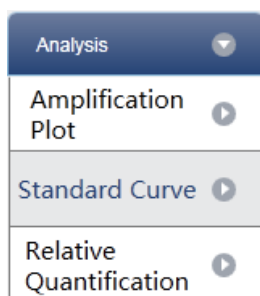 Analysis
Amplification
Plot
Standard Curve
Relative
Quantification